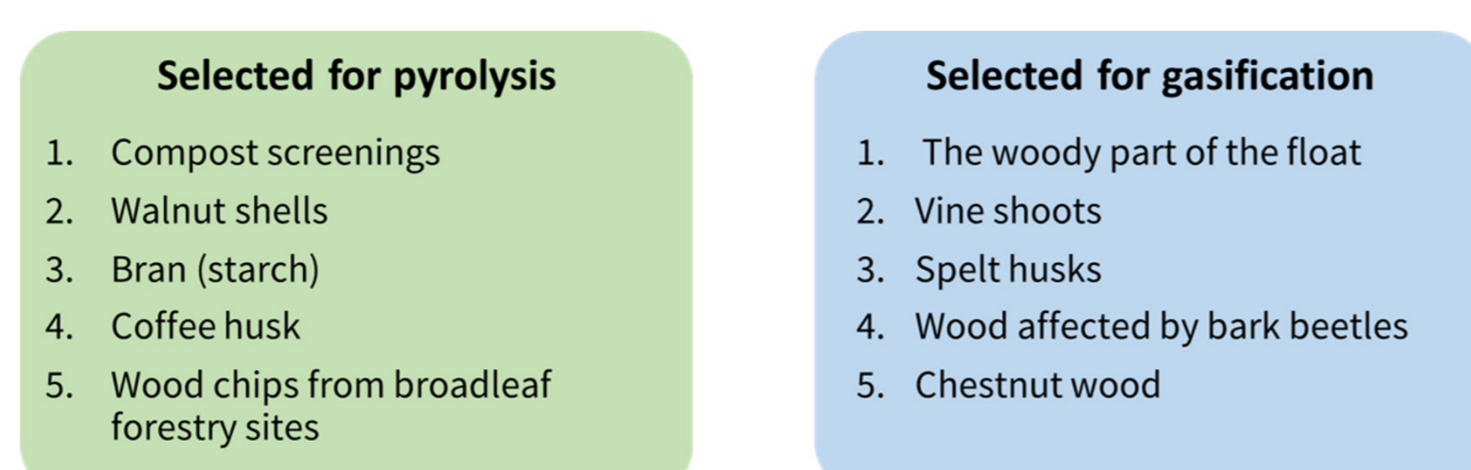 Selected for pyrolysis
1. Compost screenings
2. Walnut shells
3. Bran (starch)
4. Coffee husk
5. Wood chips from broadleaf
forestry sites
Selected for gasification
1. The woody part of the float
2. Vine shoots
3. Spelt husks
4. Wood affected by bark beetles
5. Chestnut wood